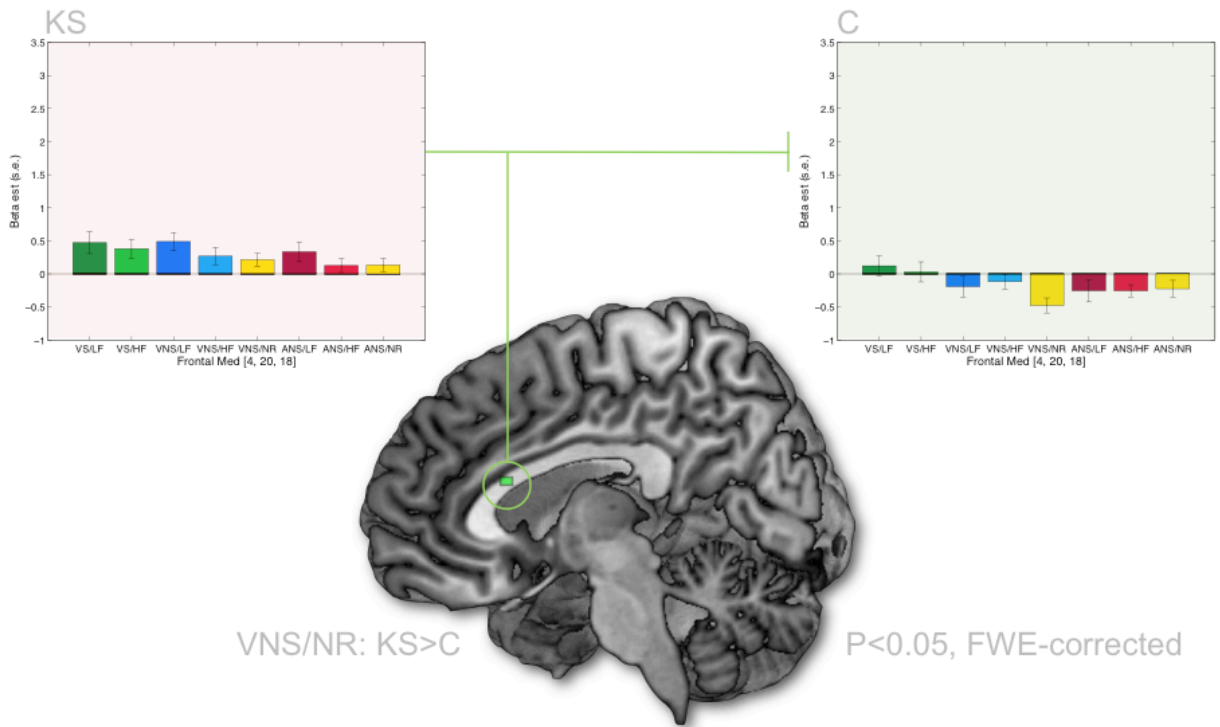 KS
3.5
3
2.5
2
1.5
1
0.5
0
−0.5
−1
Beta est (s.e.)
VS/LF VS/HF VNS/LF VNS/HF VNS/NR ANS/LF ANS/HF ANS/NR
Frontal Med [4, 20, 18]
C
3.5
3
2.5
2
1.5
1
0.5
0
−0.5
−1
Beta est (s.e.)
VS/LF VS/HF VNS/LF VNS/HF VNS/NR ANS/LF ANS/HF ANS/NR
Frontal Med [4, 20, 18]
VNS/NR: KS>C
P<0.05, FWE-corrected